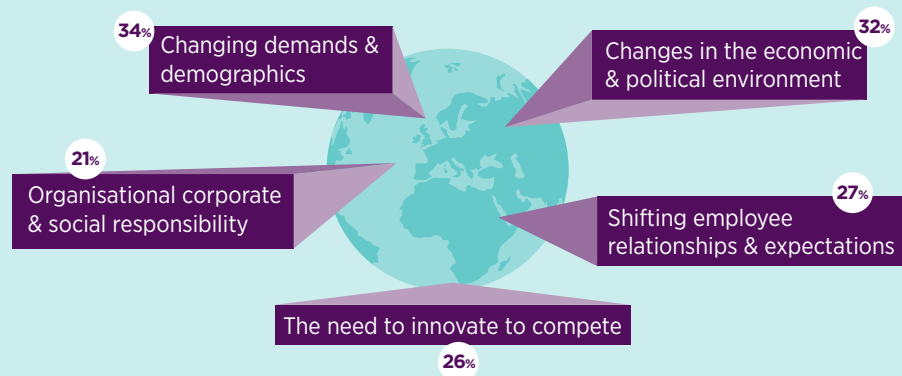 34%
Changing demands &
demographics
32%
Changes in the economic
& political environment
21%
Organisational corporate
& social responsibility
27%
Shifting employee
relationships & expectations
The need to innovate to compete
26%